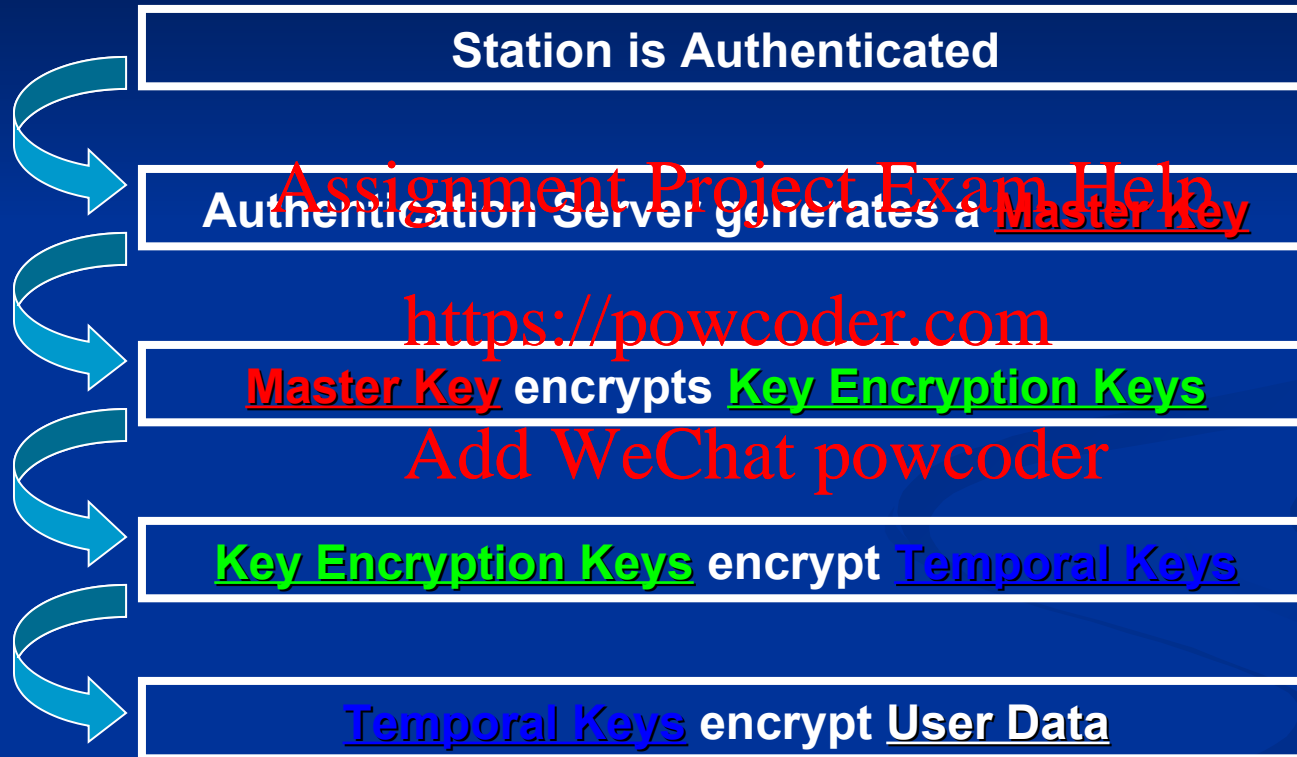 Station is Authenticated
Assignment Project Exam Help
Authentication Server generates a Master Key
https://powcoder.com
Master Key encrypts Key Encryption Keys
Add WeChat powcoder
Key Encryption Keys encrypt Temporal Keys
Temporal Keys encrypt User Data